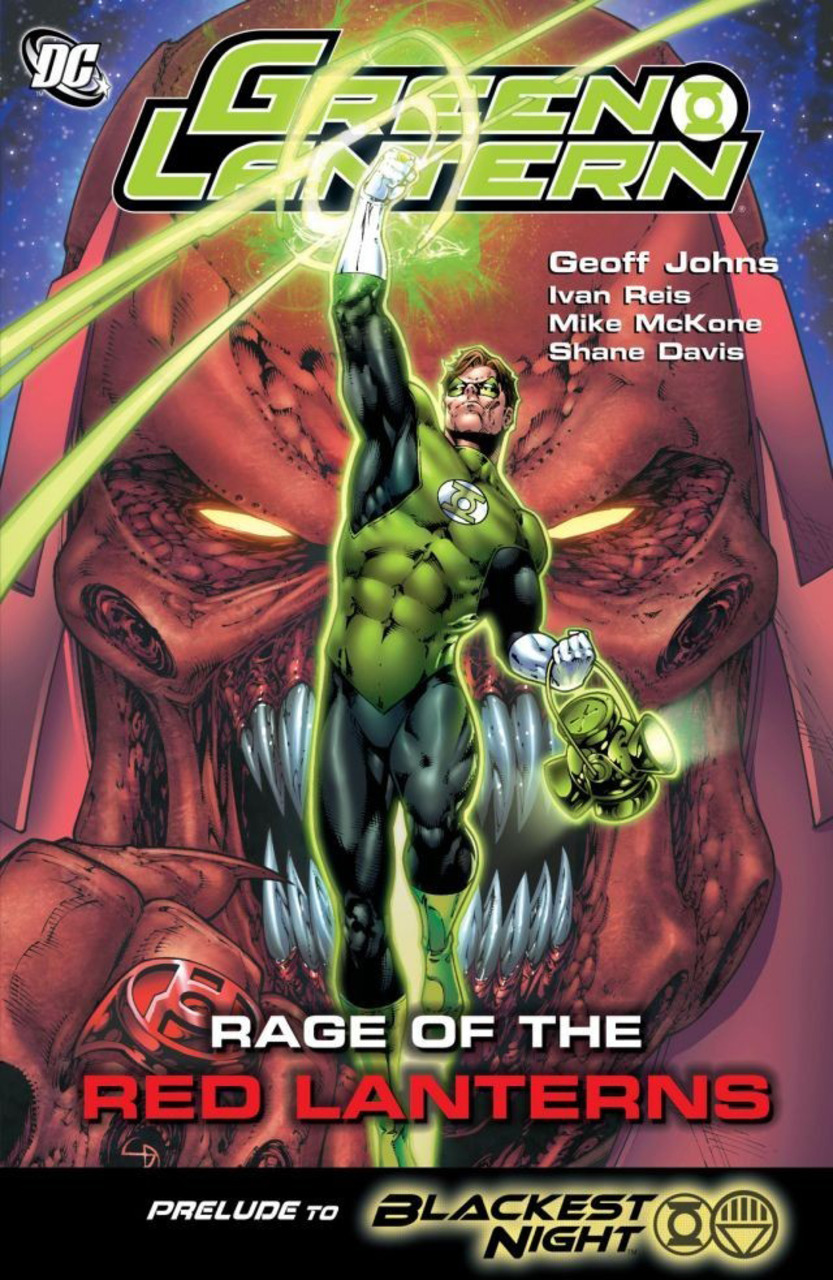 DC
GREEN
LANTERN
Geoff Johns
Ivan Reis
Mike McKone
Shane Davis
RAGE OF THE
RED LANTERNS
PRELUDE TO BLACKEST
NIGHT™